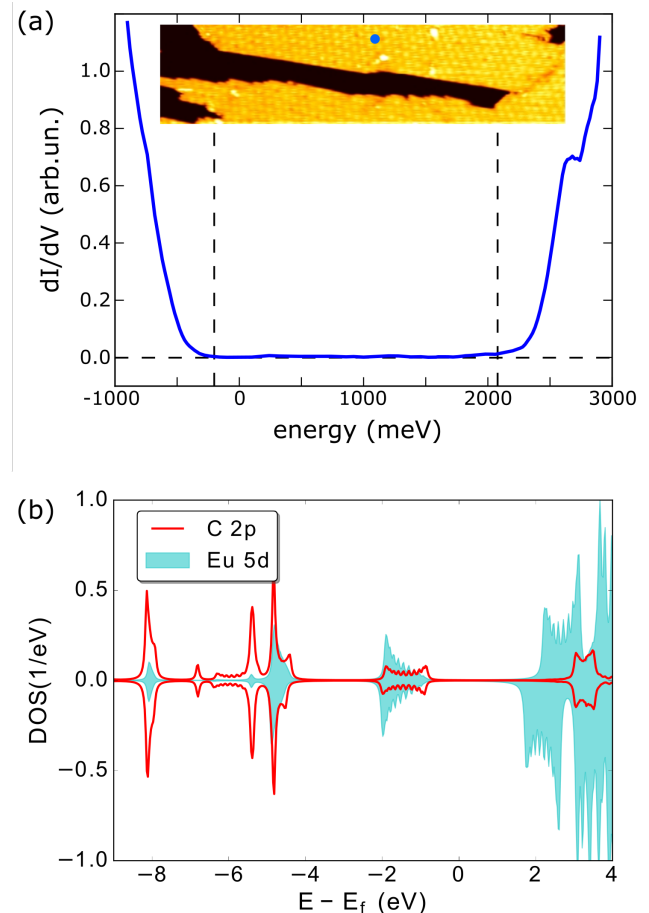 (a)
1.0
0.8
0.6
0.4
0.2
0.0
dI/dV (arb.un.)
-1000 0 1000 2000 3000
energy (meV)
(b)
1.0
0.5
0.0
−0.5
−1.0
DOS(1/eV)
C 2p
Eu 5d
−8 −6 −4 −2 0 2 4
E − E_f (eV)